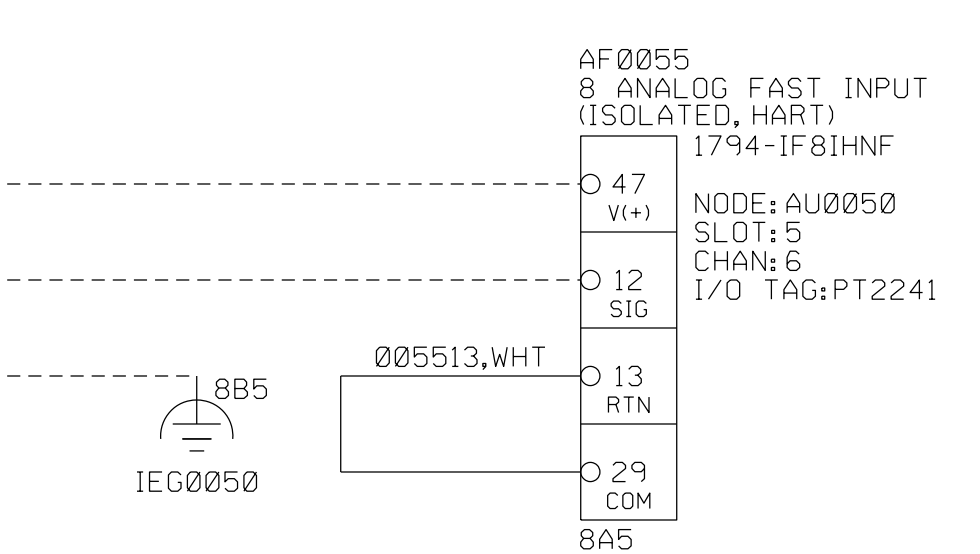 AF0055
8 ANALOG FAST INPUT
(ISOLATED, HART)
1794-IF8IHNF
47
V(+)
NODE:AU0050
SLOT:5
CHAN:6
I/O TAG:PT2241
12
SIG
005513,WHT
13
RTN
8B5
IEG0050
29
COM
8A5